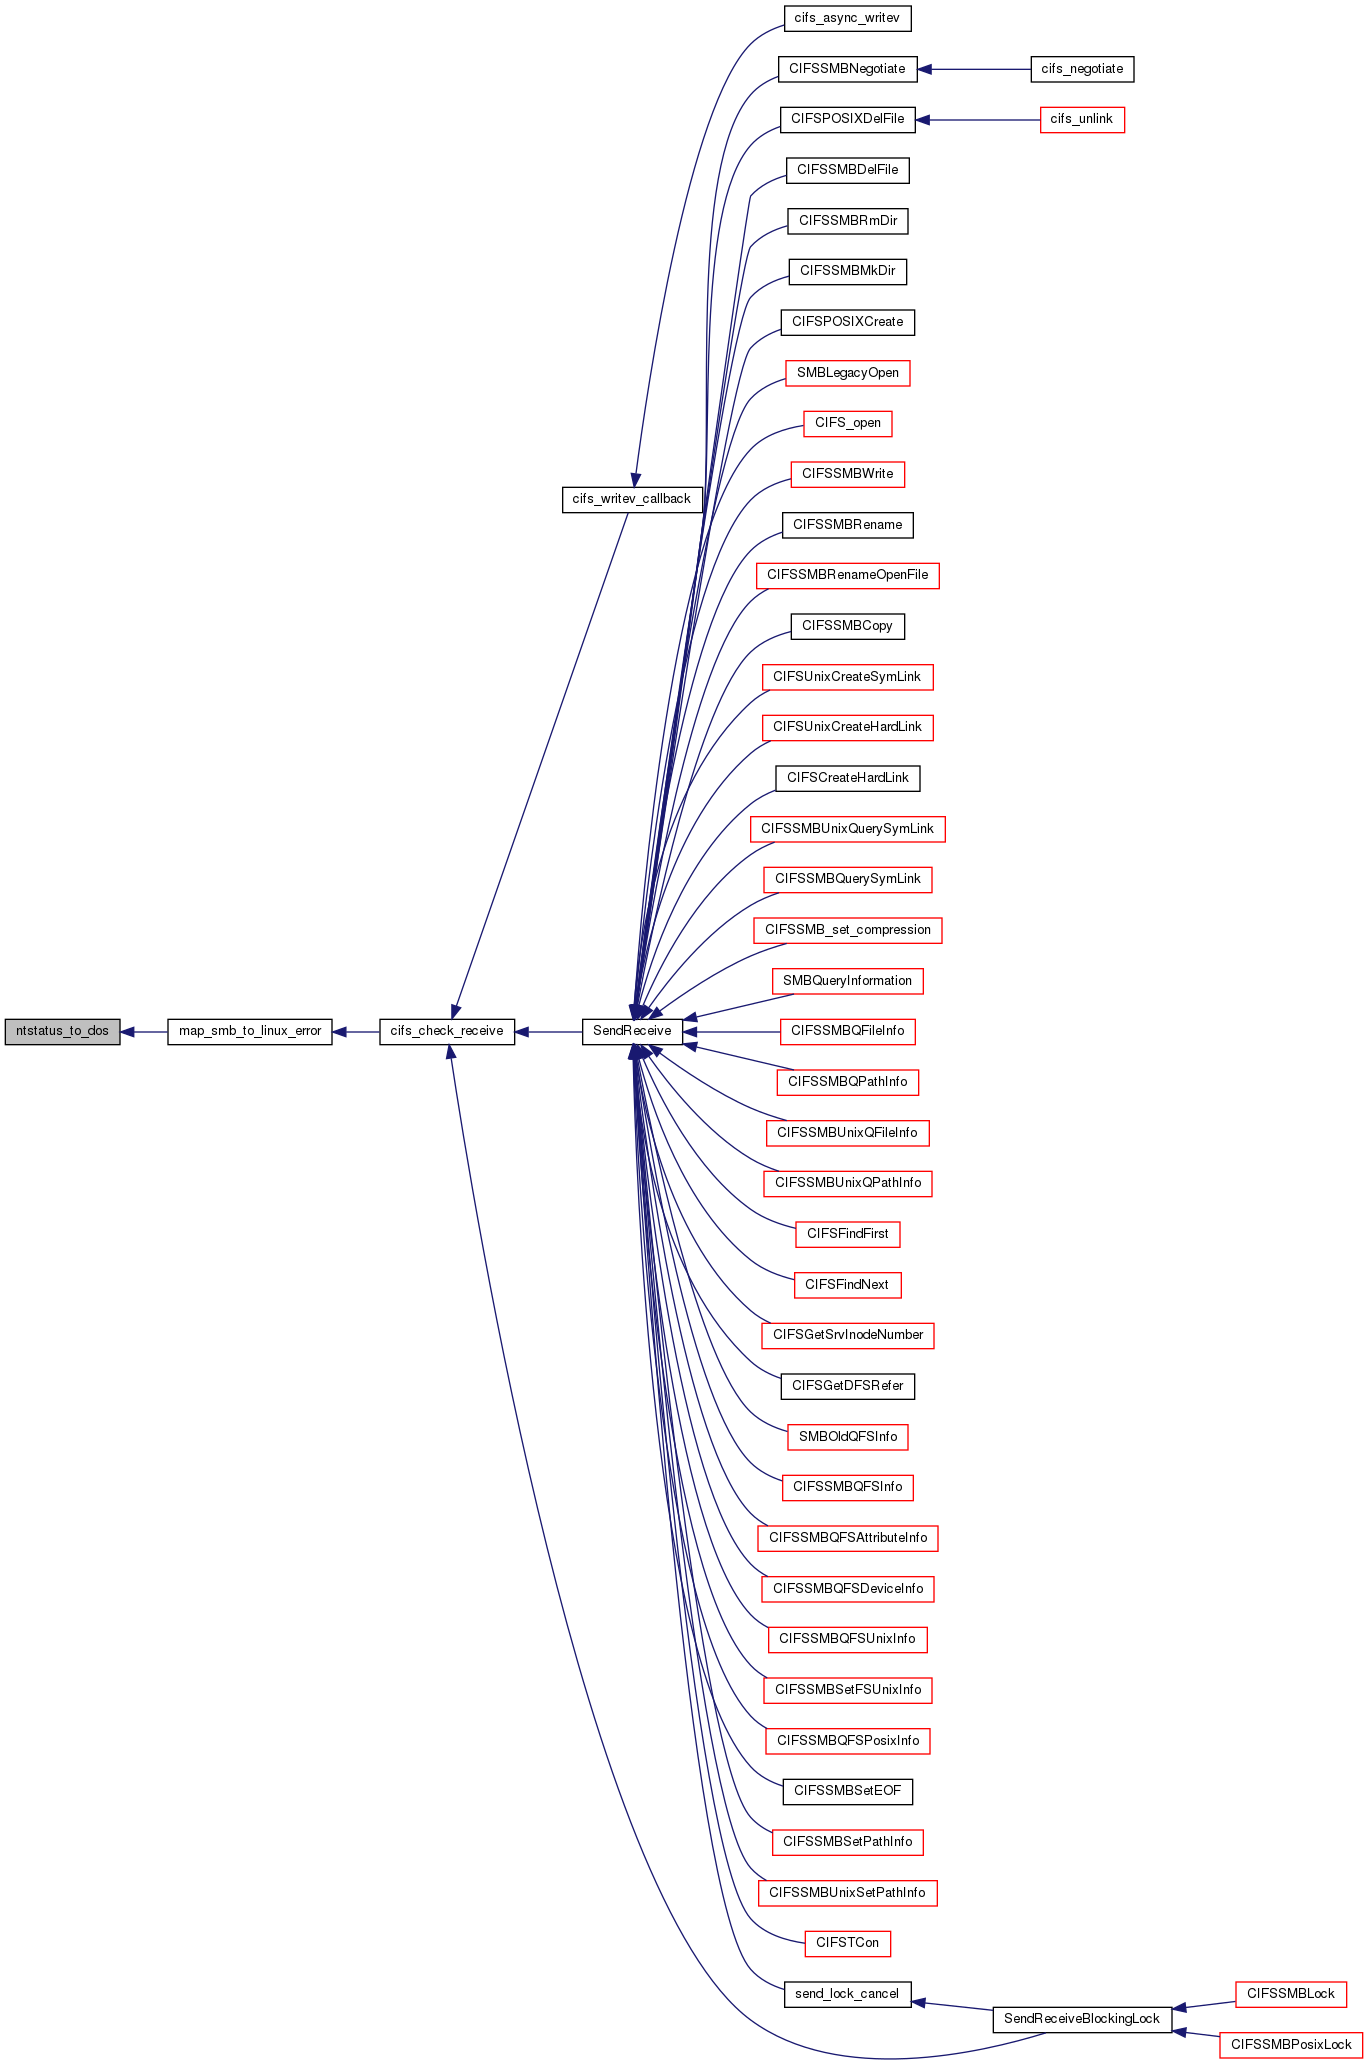 cifs_async_writev
CIFSSMBNegotiate
cifs_negotiate
CIFSPOSIXDelFile
cifs_unlink
CIFSSMBDelFile
CIFSSMBRmDir
CIFSSMBMkDir
CIFSPOSIXCreate
SMBLegacyOpen
CIFS_open
CIFSSMBWrite
cifs_writev_callback
CIFSSMBRename
CIFSSMBRenameOpenFile
CIFSSMBCopy
CIFSUnixCreateSymLink
CIFSUnixCreateHardLink
CIFSCreateHardLink
CIFSSMBUnixQuerySymLink
CIFSSMBQuerySymLink
CIFSSMB_set_compression
SMBQueryInformation
ntstatus_to_dos
map_smb_to_linux_error
cifs_check_receive
SendReceive
CIFSSMBQFileInfo
CIFSSMBQPathInfo
CIFSSMBUnixQFileInfo
CIFSSMBUnixQPathInfo
CIFSFindFirst
CIFSFindNext
CIFSGetSrvInodeNumber
CIFSGetDFSRefer
SMBOldQFSInfo
CIFSSMBQFSInfo
CIFSSMBQFSAttributeInfo
CIFSSMBQFSDeviceInfo
CIFSSMBQFSUnixInfo
CIFSSMBSetFSUnixInfo
CIFSSMBQFSPosixInfo
CIFSSMBSetEOF
CIFSSMBSetPathInfo
CIFSSMBUnixSetPathInfo
CIFSTCon
send_lock_cancel
CIFSSMBLock
SendReceiveBlockingLock
CIFSSMBPosixLock